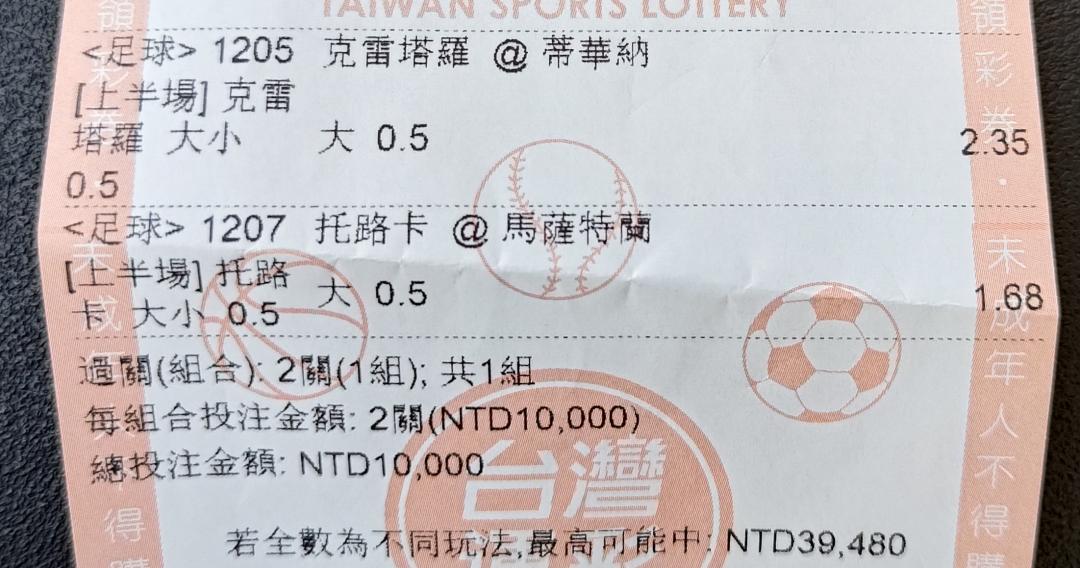 TAIWAN SPORTS LOTTERY
<足球> 1205 克雷塔羅 @ 蒂華納
[上半場] 克雷
塔羅 大小 大 0.5 2.35
0.5
<足球> 1207 托路卡 @ 馬薩特蘭
[上半場] 托路
卡 大小 0.5 大 0.5 1.68
過關(組合): 2關(1組); 共1組
每組合投注金額: 2關(NTD10,000)
總投注金額: NTD10,000
台灣
若全數為不同玩法,最高可能中: NTD39,480
領彩券・未成年人不得購